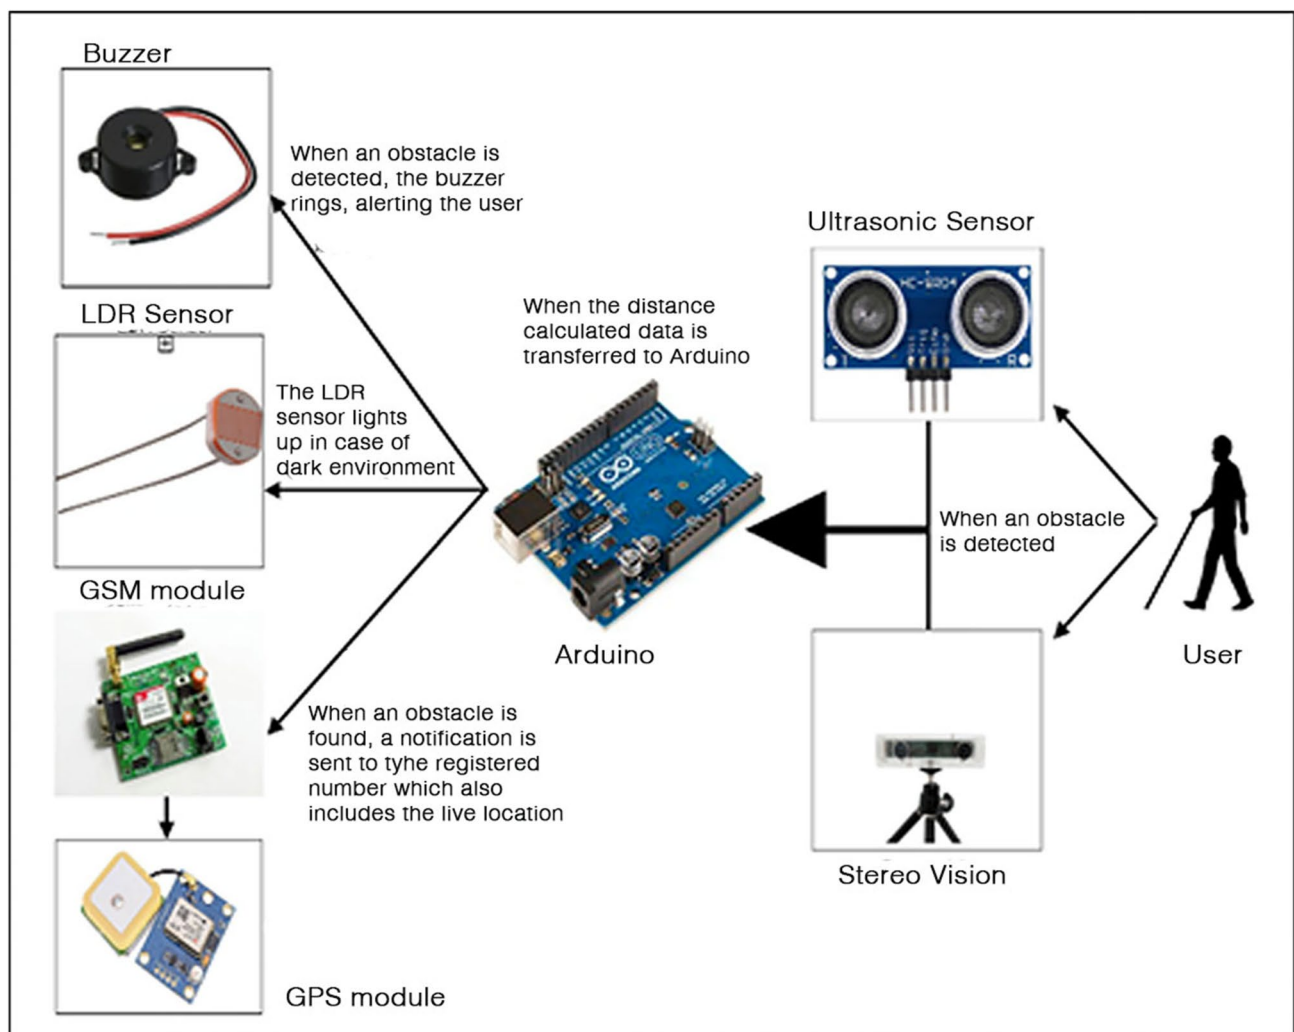 Buzzer
When an obstacle is
detected, the buzzer
rings, alerting the user
LDR Sensor
The LDR
sensor lights
up in case of
dark environment
GSM module
When an obstacle is
found, a notification is
sent to tyhe registered
number which also
includes the live location
GPS module
When the distance
calculated data is
transferred to Arduino
Arduino
Ultrasonic Sensor
HC-SR04
When an obstacle
is detected
Stereo Vision
User